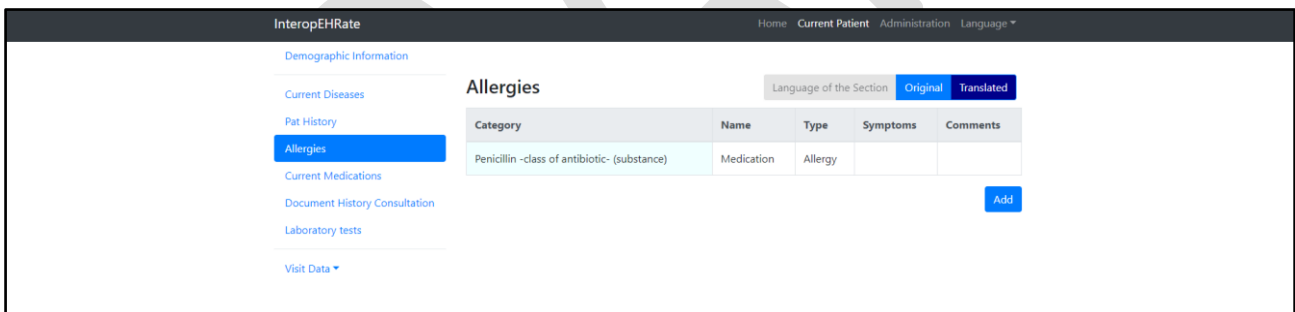 InteropEHRate Home Current Patient Administration Language
Demographic Information
Current Diseases
Pat History
Allergies
Current Medications
Document History Consultation
Laboratory tests
Visit Data
Allergies
Language of the Section Original Translated
Category Name Type Symptoms Comments
Penicillin -class of antibiotic- (substance) Medication Allergy
Add